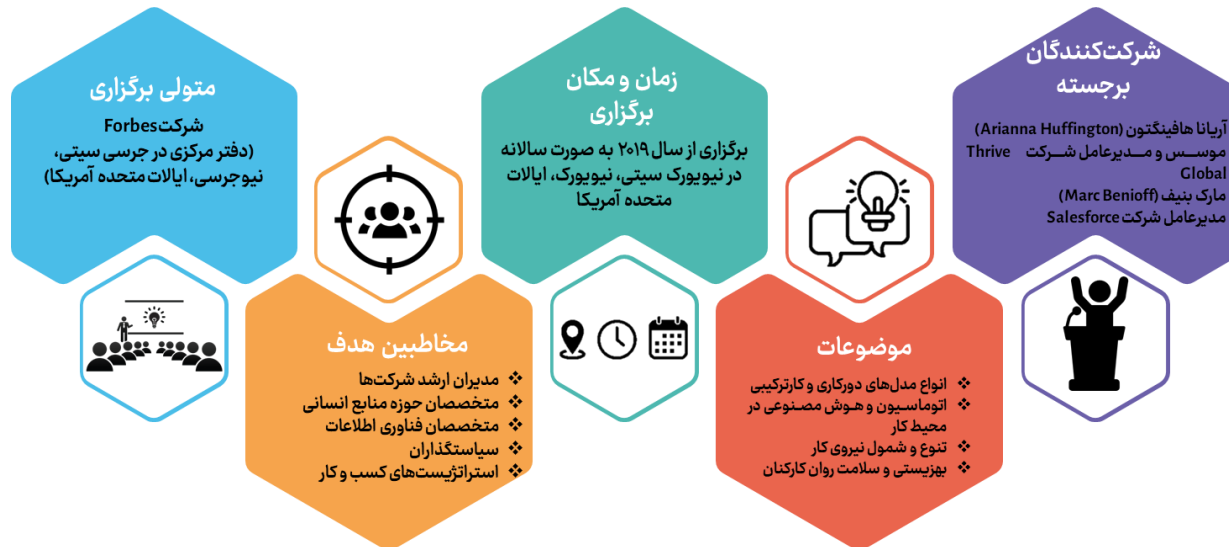 شرکت‌کنندگان
برجسته
آریانا هافینگتون (Arianna Huffington)
موسس و مدیرعامل شرکت Thrive
Global
مارک بنیف (Marc Benioff)
مدیرعامل شرکت Salesforce
موضوعات
❖ انواع مدل‌های دورکاری و کارترکیبی
❖ اتوماسیون و هوش مصنوعی در
محیط کار
❖ تنوع و شمول نیروی کار
❖ بهزیستی و سلامت روان کارکنان
زمان و مکان
برگزاری
برگزاری از سال ۲۰۱۹ به صورت سالانه
در نیویورک سیتی، نیویورک، ایالات
متحده آمریکا
مخاطبین هدف
❖ مدیران ارشد شرکت‌ها
❖ متخصصان حوزه منابع انسانی
❖ متخصصان فناوری اطلاعات
❖ سیاستگذاران
❖ استراتژیست‌های کسب و کار
متولی برگزاری
شرکت Forbes
(دفتر مرکزی در جرسی سیتی،
نیوجرسی، ایالات متحده آمریکا)